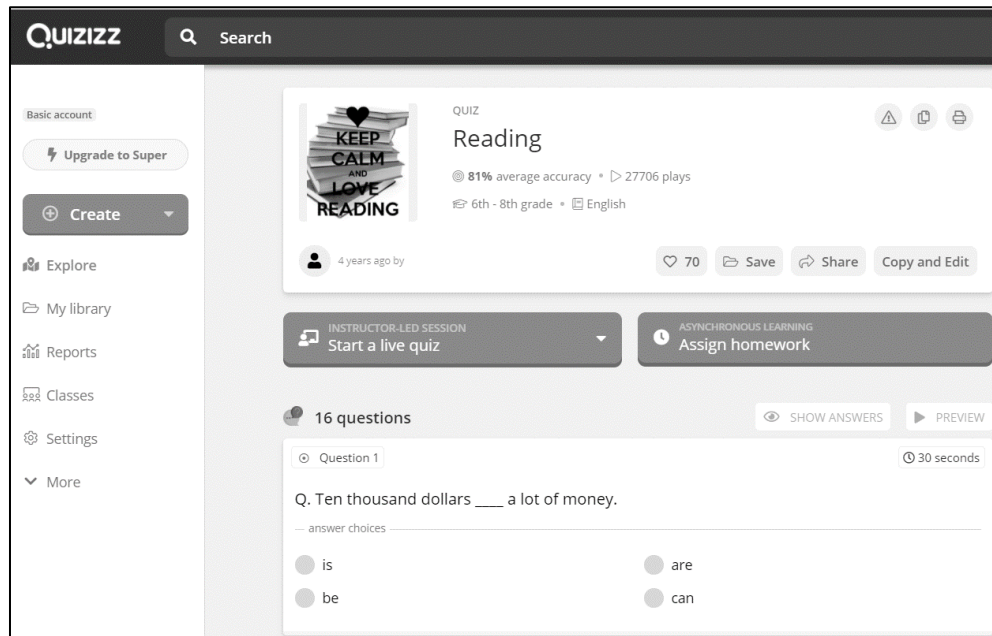 QUIZIZZ
Search
Basic account
Upgrade to Super
Create
Explore
My library
Reports
Classes
Settings
More
KEEP
CALM
AND
LOVE
READING
QUIZ
Reading
81% average accuracy • 27706 plays
6th - 8th grade • English
4 years ago by
70 Save Share Copy and Edit
INSTRUCTOR-LED SESSION
Start a live quiz
ASYNCHRONOUS LEARNING
Assign homework
16 questions SHOW ANSWERS PREVIEW
Question 1 30 seconds
Q. Ten thousand dollars ____ a lot of money.
answer choices
is are
be can